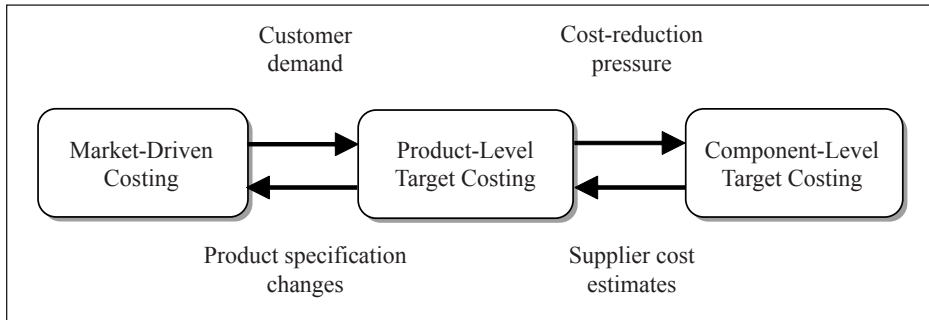 Customer
demand
Cost-reduction
pressure
Market-Driven
Costing
Product-Level
Target Costing
Component-Level
Target Costing
Product specification
changes
Supplier cost
estimates